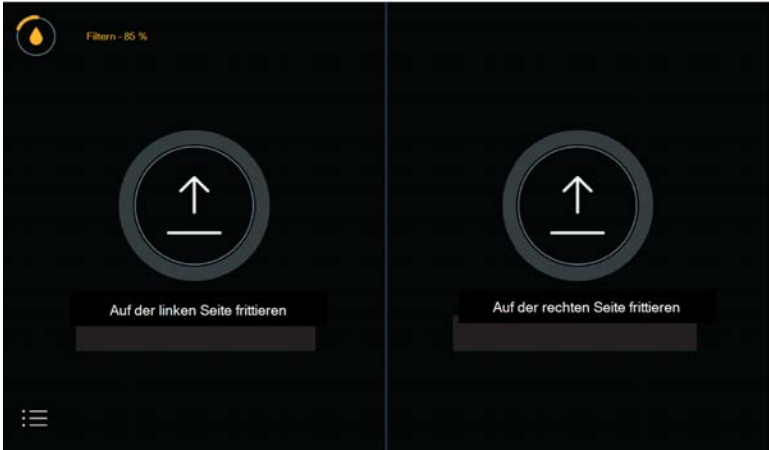 Filtern - 85 %
Auf der linken Seite frittieren
Auf der rechten Seite frittieren